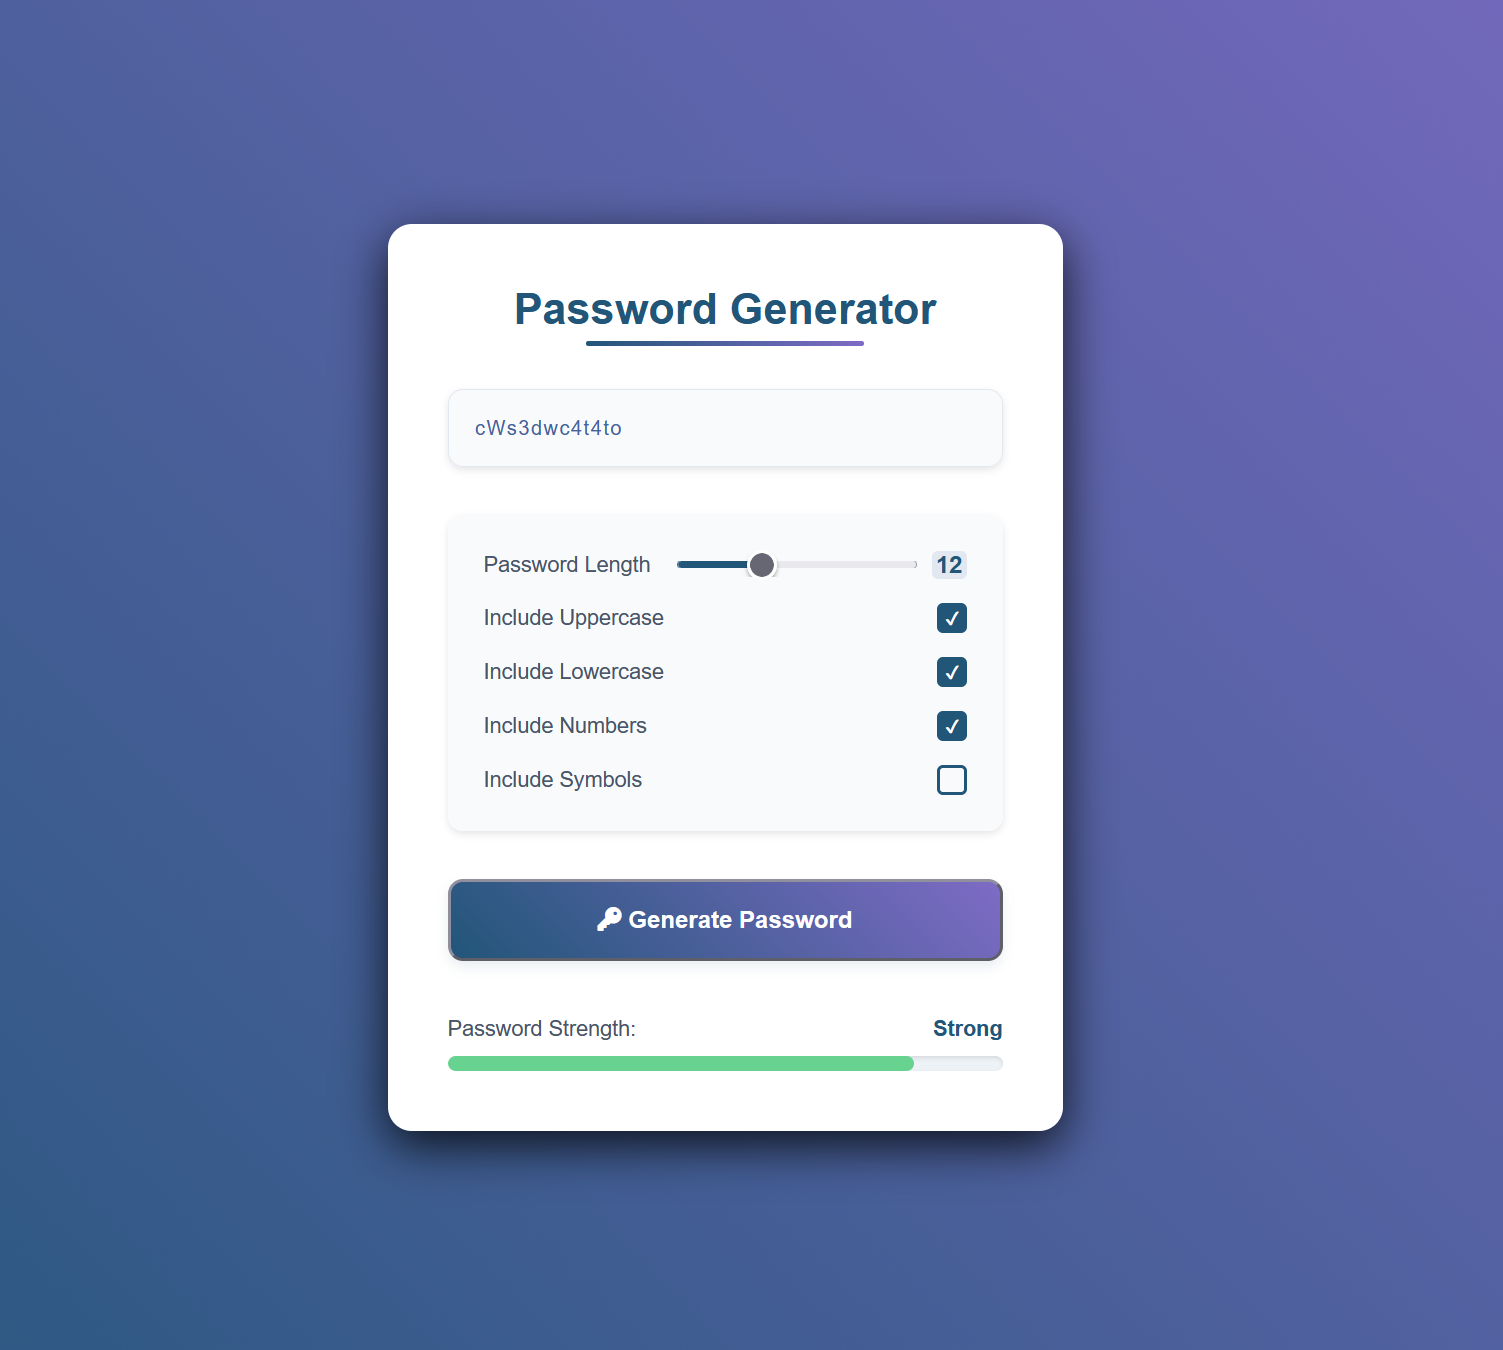 Password Generator
cWs3dwc4t4to
Password Length 12
Include Uppercase
Include Lowercase
Include Numbers
Include Symbols
Generate Password
Password Strength: Strong